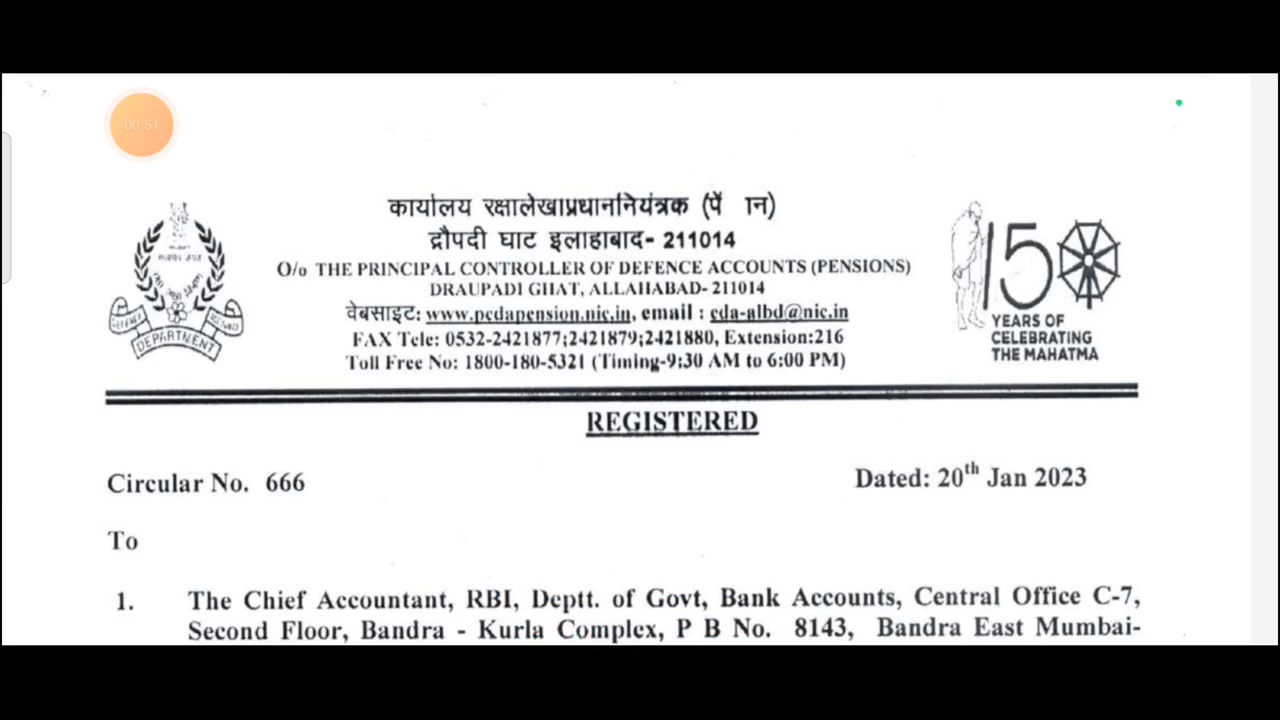 00:51
कार्यालय रक्षालेखाप्रधाननियंत्रक (पें ान)
द्रौपदी घाट इलाहाबाद- 211014
O/o THE PRINCIPAL CONTROLLER OF DEFENCE ACCOUNTS (PENSIONS)
DRAUPADI GHAT, ALLAHABAD- 211014
वेबसाइट: www.pcdapension.nic.in, email : cda-albd@nic.in
FAX Tele: 0532-2421877;2421879;2421880, Extension:216
Toll Free No: 1800-180-5321 (Timing-9:30 AM to 6:00 PM)
DEPARTMENT
150
YEARS OF
CELEBRATING
THE MAHATMA
REGISTERED
Circular No. 666
Dated: 20th Jan 2023
To
1. The Chief Accountant, RBI, Deptt. of Govt, Bank Accounts, Central Office C-7,
Second Floor, Bandra - Kurla Complex, P B No. 8143, Bandra East Mumbai-